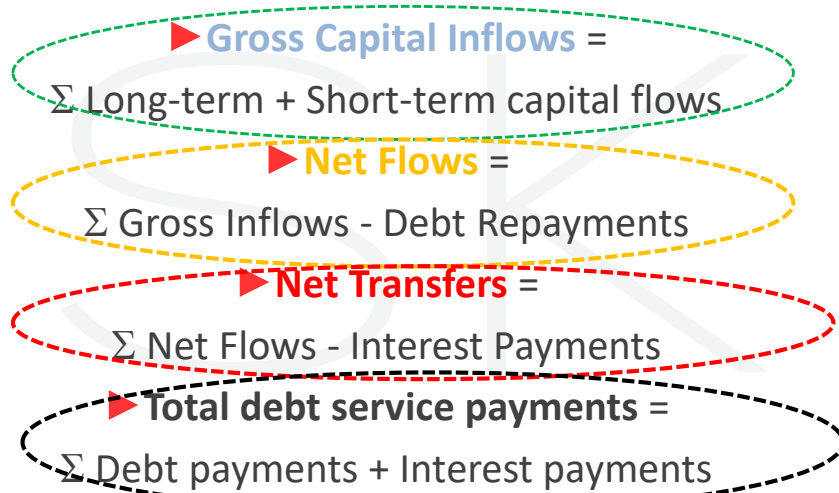 ►Gross Capital Inflows =
Σ Long-term + Short-term capital flows
►Net Flows =
Σ Gross Inflows - Debt Repayments
►Net Transfers =
Σ Net Flows - Interest Payments
►Total debt service payments =
Σ Debt payments + Interest payments
SK